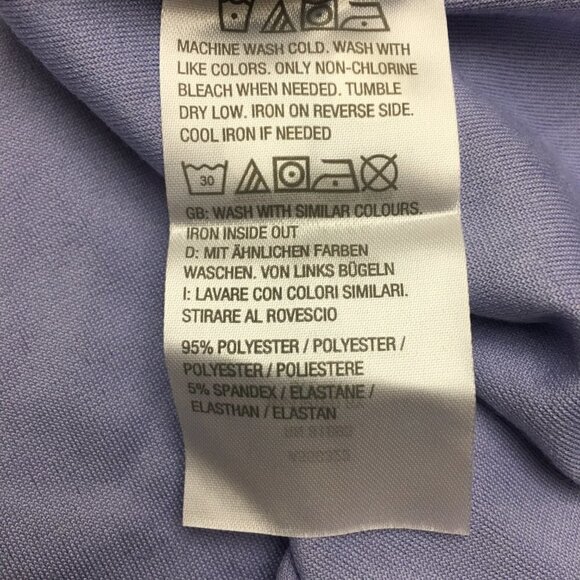 MACHINE WASH COLD. WASH WITH
LIKE COLORS. ONLY NON-CHLORINE
BLEACH WHEN NEEDED. TUMBLE
DRY LOW. IRON ON REVERSE SIDE.
COOL IRON IF NEEDED
30
GB: WASH WITH SIMILAR COLOURS.
IRON INSIDE OUT
D: MIT ÄHNLICHEN FARBEN
WASCHEN. VON LINKS BÜGELN
I: LAVARE CON COLORI SIMILARI.
STIRARE AL ROVESCIO
95% POLYESTER / POLYESTER /
POLYESTER / POLIESTERE
5% SPANDEX / ELASTANE /
ELASTHAN / ELASTAN